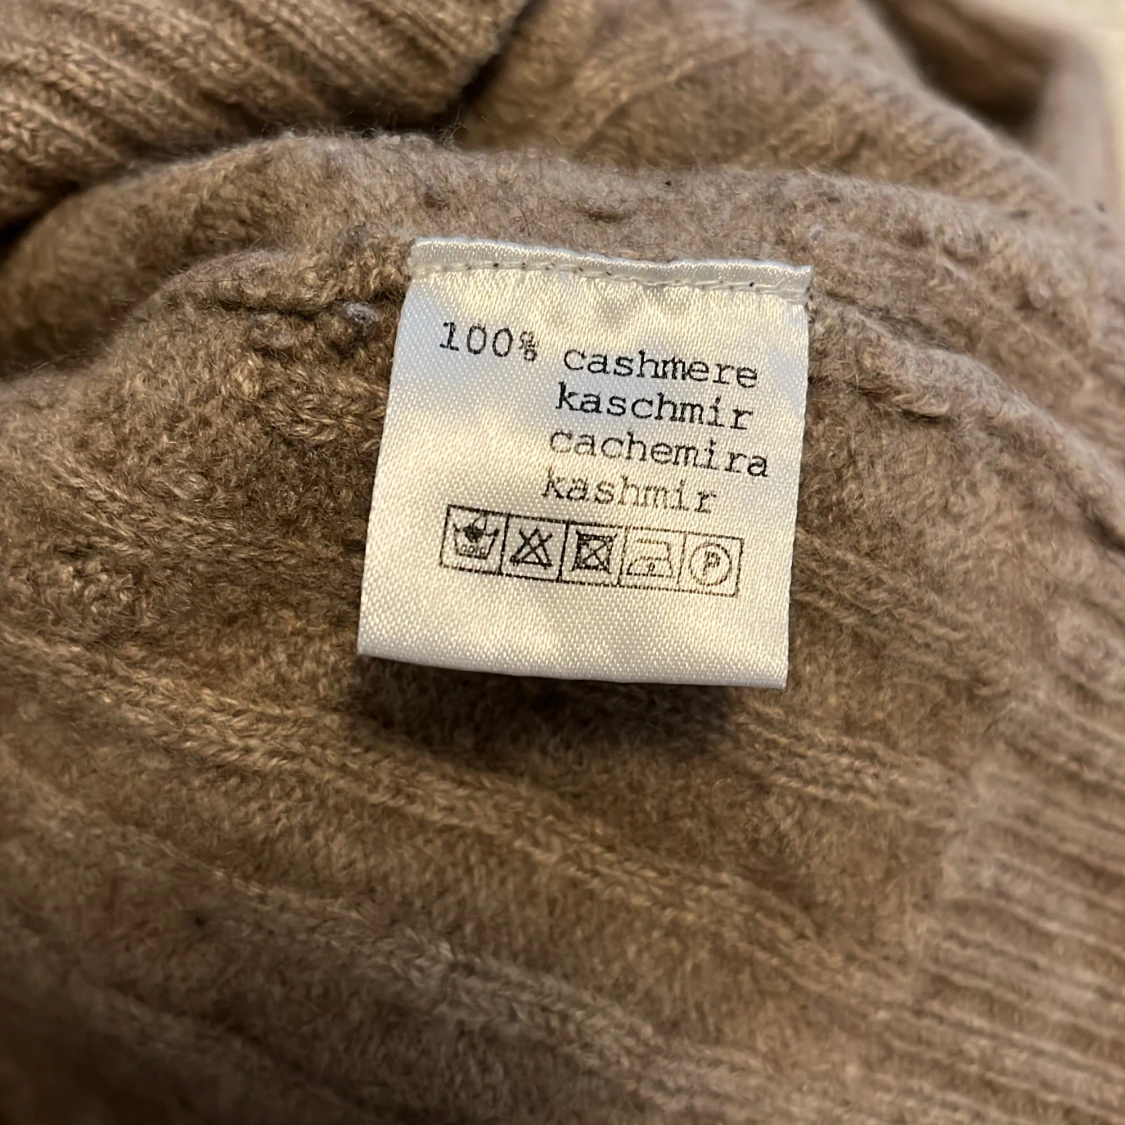 100% cashmere
kaschmir
cachemira
kashmir
P